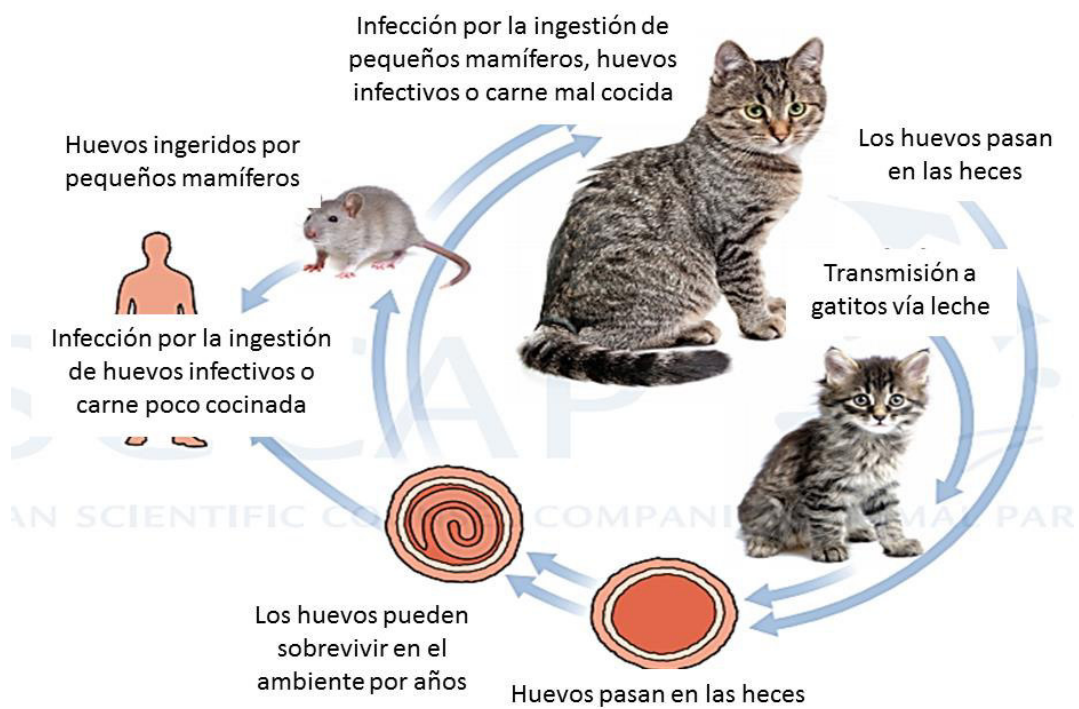 Infección por la ingestión de
pequeños mamíferos, huevos
infectivos o carne mal cocida
Huevos ingeridos por
pequeños mamíferos
Los huevos pasan
en las heces
Transmisión a
gatitos vía leche
Infección por la ingestión
de huevos infectivos o
carne poco cocinada
Los huevos pueden
sobrevivir en el
ambiente por años
Huevos pasan en las heces
SCIENTIFIC